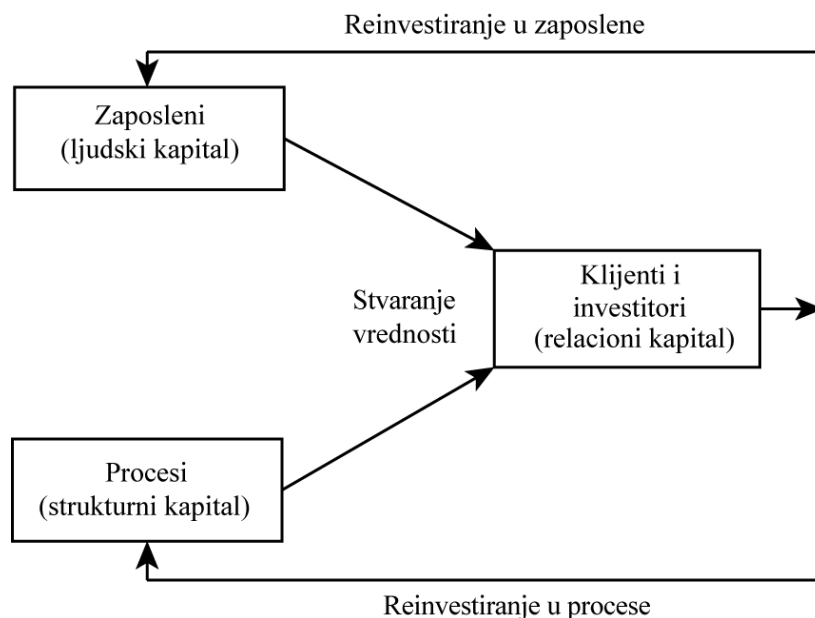 Reinvestiranje u zaposlene
Zaposleni
(ljudski kapital)
Klijenti i
investitori
(relacioni kapital)
Stvaranje
vrednosti
Procesi
(strukturni kapital)
Reinvestiranje u procese